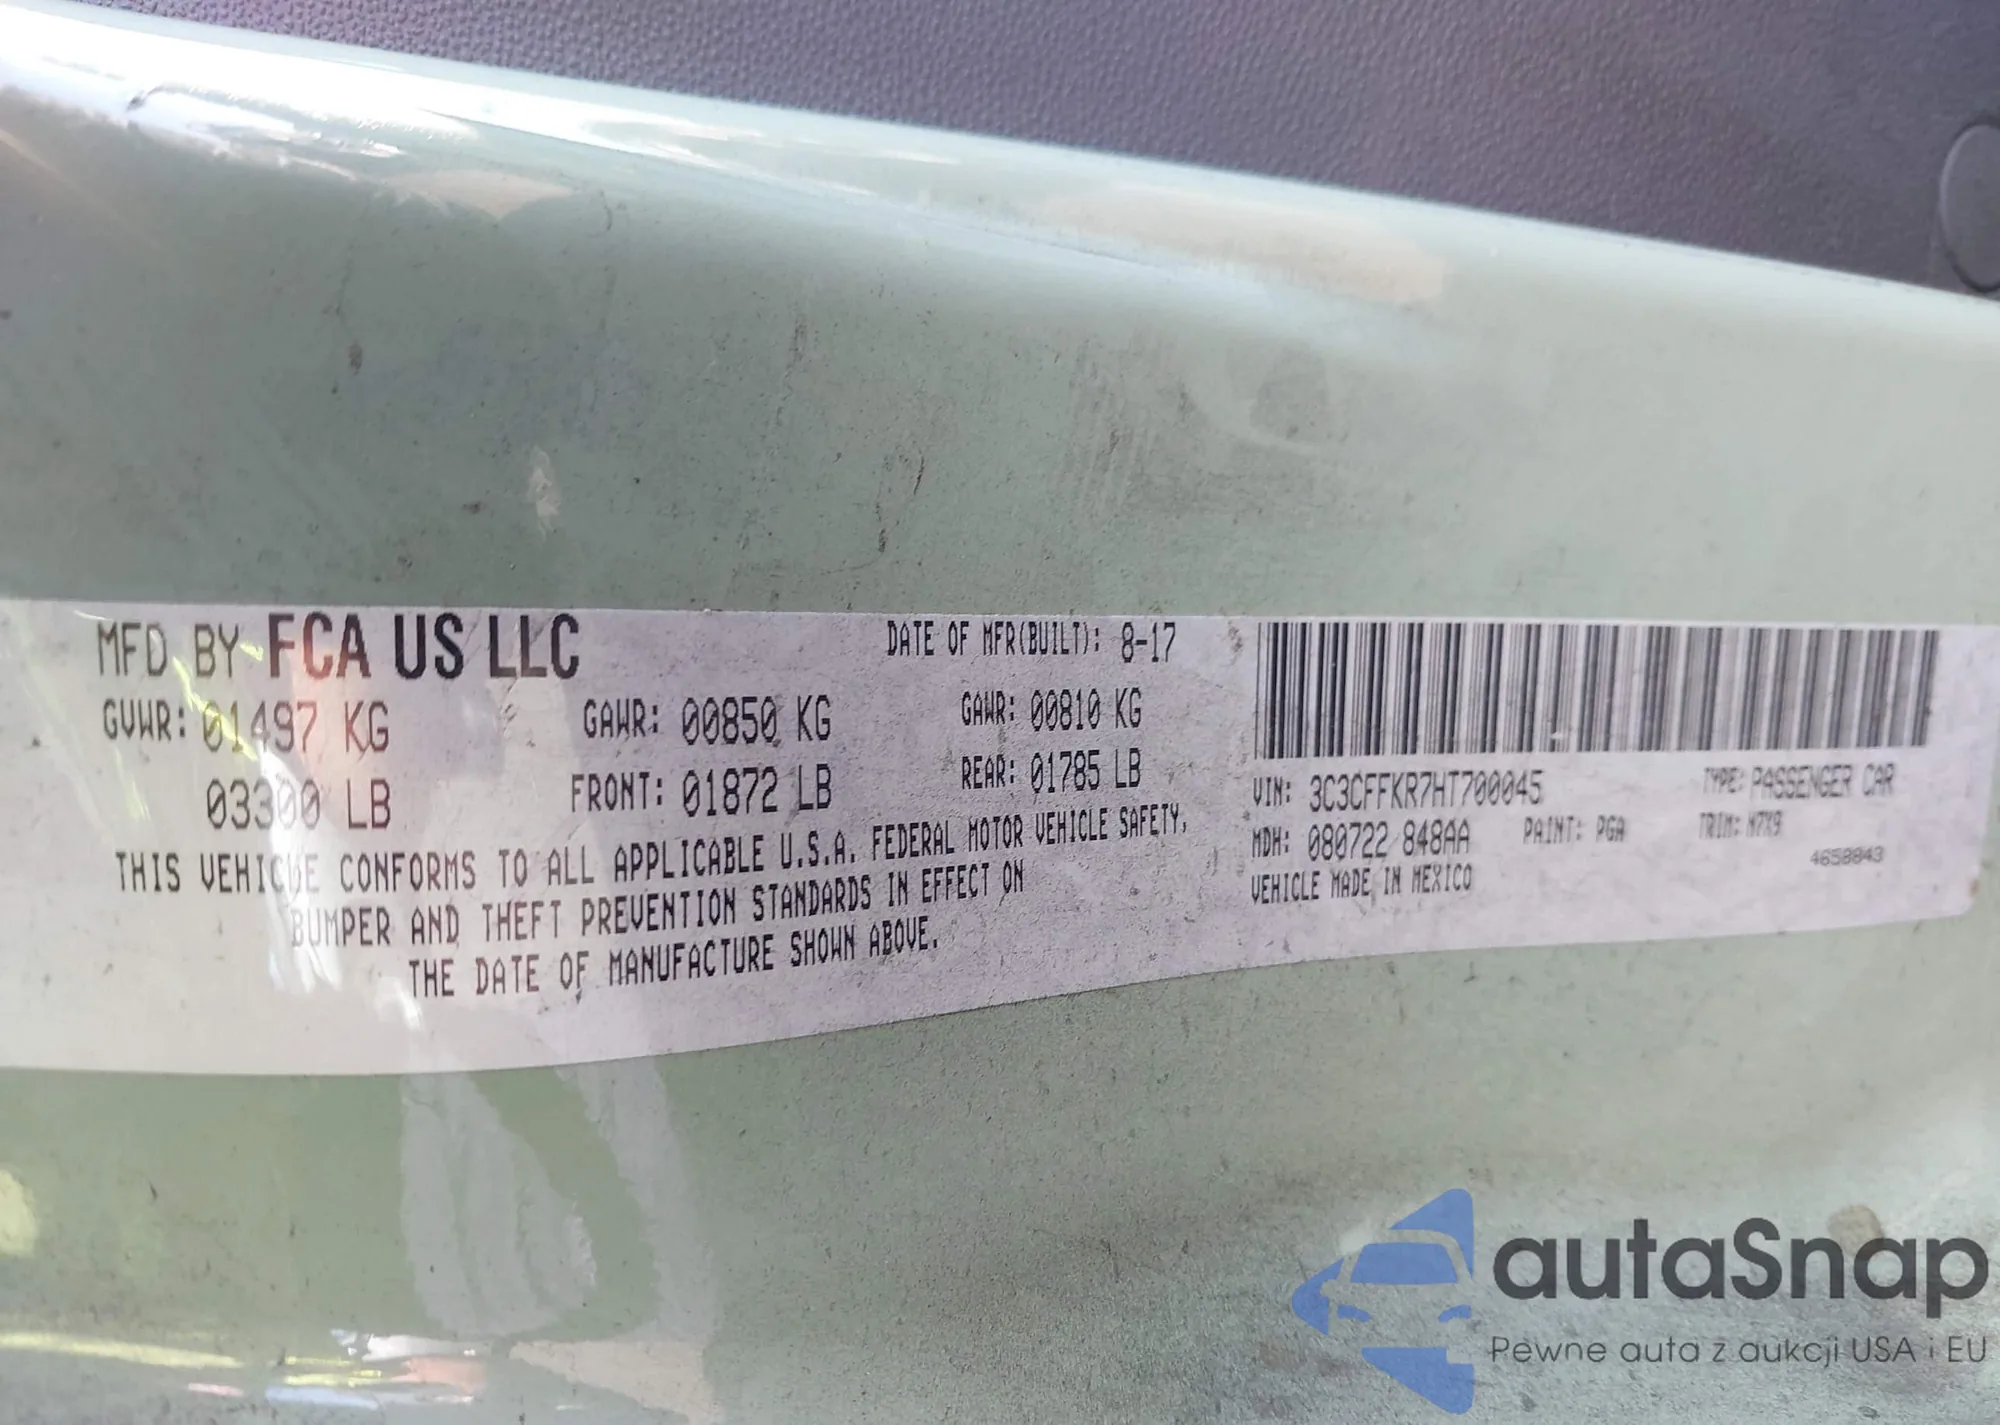 MFD BY FCA US LLC
DATE OF MFR(BUILT): 8-17
GVWR: 01497 KG
GAWR: 00850 KG
GAWR: 00810 KG
03300 LB
FRONT: 01872 LB
REAR: 01785 LB
THIS VEHICLE CONFORMS TO ALL APPLICABLE U.S.A. FEDERAL MOTOR VEHICLE SAFETY,
BUMPER AND THEFT PREVENTION STANDARDS IN EFFECT ON
THE DATE OF MANUFACTURE SHOWN ABOVE.
VIN: 3C3CFFKR7HT700045
TYPE: PASSENGER CAR
MDH: 080722 848AA
PAINT: PGA
TRIM: M7X9
4658843
VEHICLE MADE IN MEXICO
autaSnap
Pewne auta z aukcji USA i EU